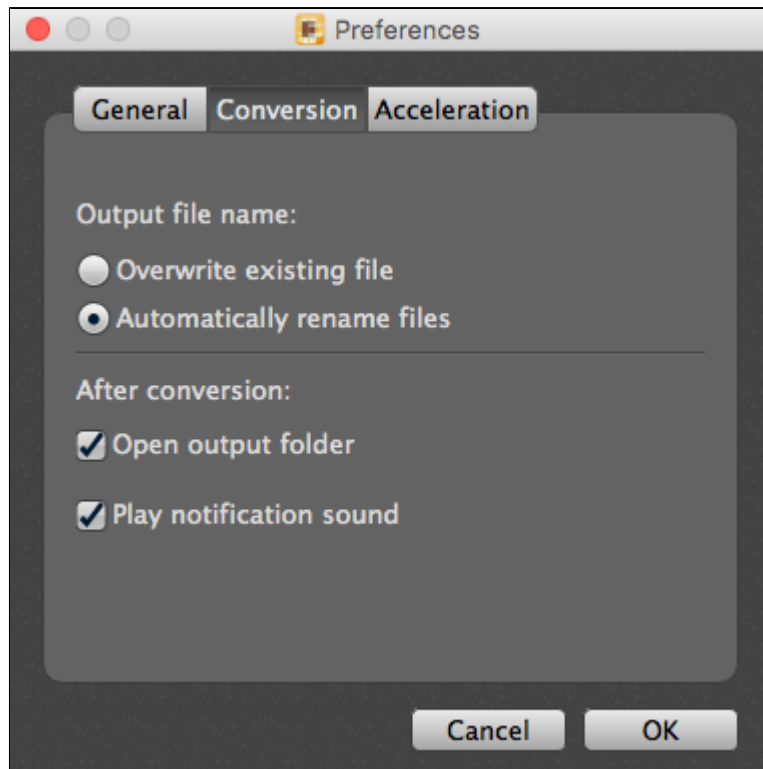 Preferences
General Conversion Acceleration
Output file name:
Overwrite existing file
Automatically rename files
After conversion:
Open output folder
Play notification sound
Cancel OK